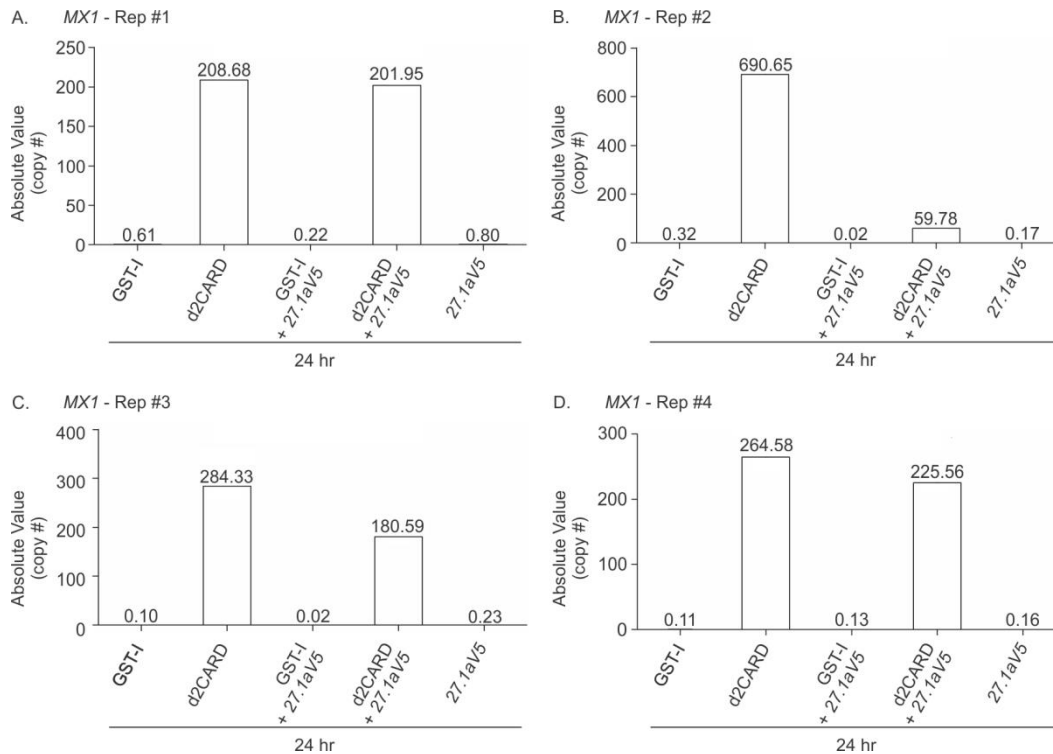 A. MX1 - Rep #1
Absolute Value
(copy #)
250
200
150
100
50
0
0.61
208.68
0.22
201.95
0.80
GST-I
d2CARD
GST-I
+ 27.1aV5
d2CARD
+ 27.1aV5
27.1aV5
24 hr
B. MX1 - Rep #2
Absolute Value
(copy #)
800
600
400
200
0
0.32
690.65
0.02
59.78
0.17
GST-I
d2CARD
GST-I
+ 27.1aV5
d2CARD
+ 27.1aV5
27.1aV5
24 hr
C. MX1 - Rep #3
Absolute Value
(copy #)
400
300
200
100
0
0.10
284.33
0.02
180.59
0.23
GST-I
d2CARD
GST-I
+ 27.1aV5
d2CARD
+ 27.1aV5
27.1aV5
24 hr
D. MX1 - Rep #4
Absolute Value
(copy #)
300
200
100
0
0.11
264.58
0.13
225.56
0.16
GST-I
d2CARD
GST-I
+ 27.1aV5
d2CARD
+ 27.1aV5
27.1aV5
24 hr